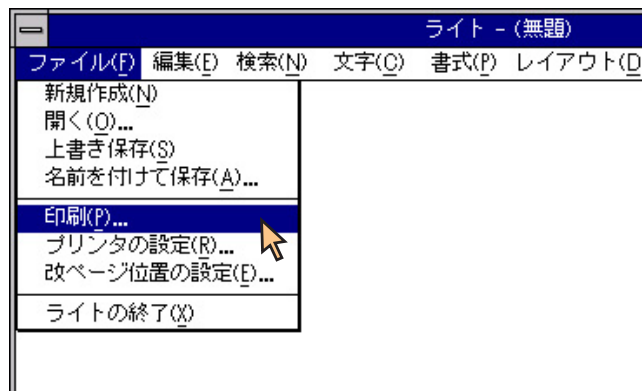 ライト - (無題)
ファイル(F) 編集(E) 検索(N) 文字(C) 書式(P) レイアウト(D
新規作成(N)
開く(O)...
上書き保存(S)
名前を付けて保存(A)...
印刷(P)...
プリンタの設定(R)...
改ページ位置の設定(E)...
ライトの終了(X)